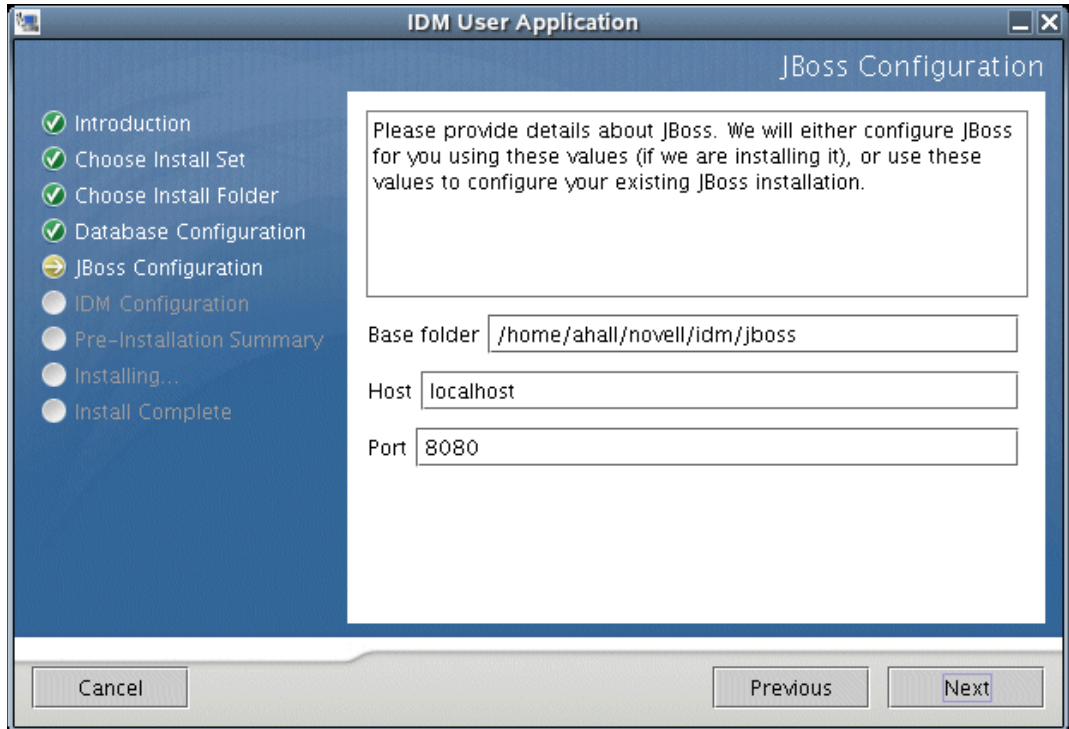 IDM User Application
JBoss Configuration
Introduction
Choose Install Set
Choose Install Folder
Database Configuration
JBoss Configuration
IDM Configuration
Pre-Installation Summary
Installing...
Install Complete
Please provide details about JBoss. We will either configure JBoss
for you using these values (if we are installing it), or use these
values to configure your existing JBoss installation.
Base folder /home/ahall/novell/idm/jboss
Host localhost
Port 8080
Cancel Previous Next